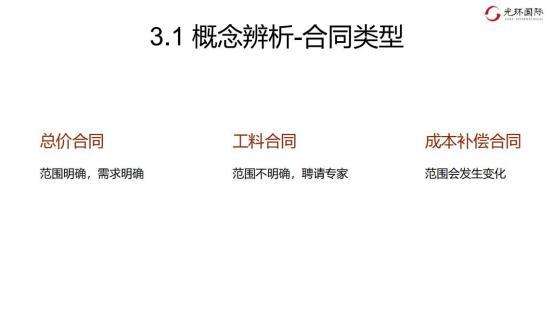 光环国际
3.1 概念辨析-合同类型
总价合同
范围明确，需求明确
工料合同
范围不明确，聘请专家
成本补偿合同
范围会发生变化